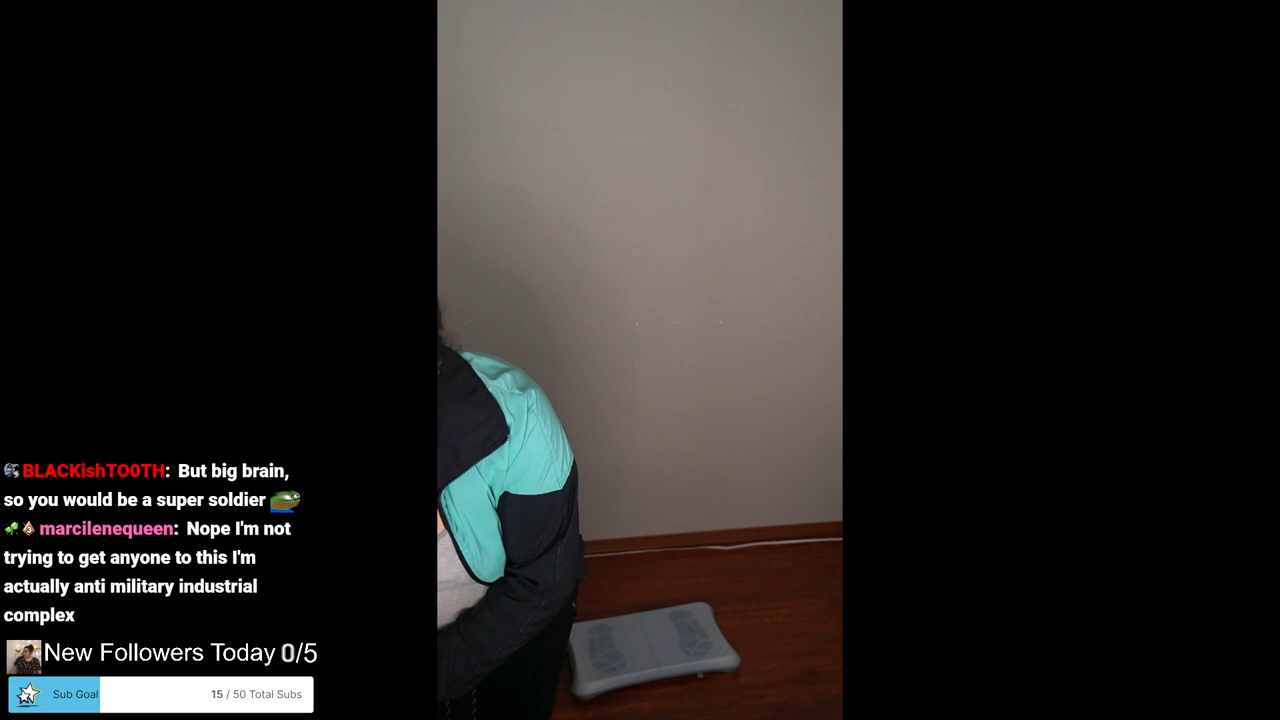 BLACKishTO0TH: But big brain,
so you would be a super soldier
marcilenequeen: Nope I'm not
trying to get anyone to this I'm
actually anti military industrial
complex
New Followers Today 0/5
Sub Goal 15 / 50 Total Subs